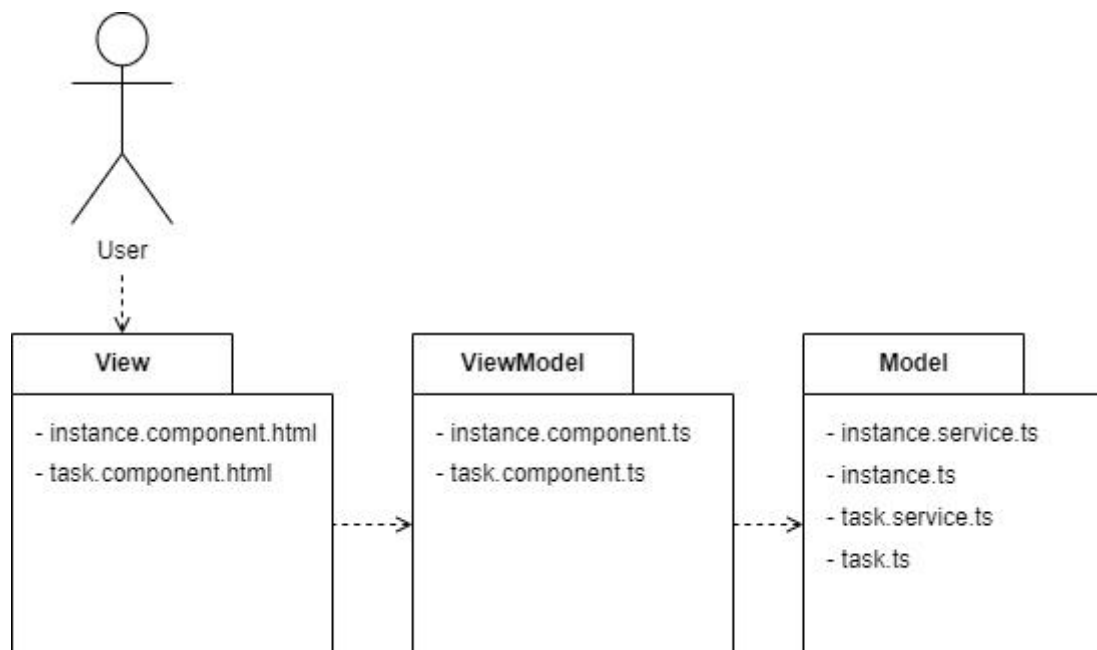 User
View
- instance.component.html
- task.component.html
ViewModel
- instance.component.ts
- task.component.ts
Model
- instance.service.ts
- instance.ts
- task.service.ts
- task.ts